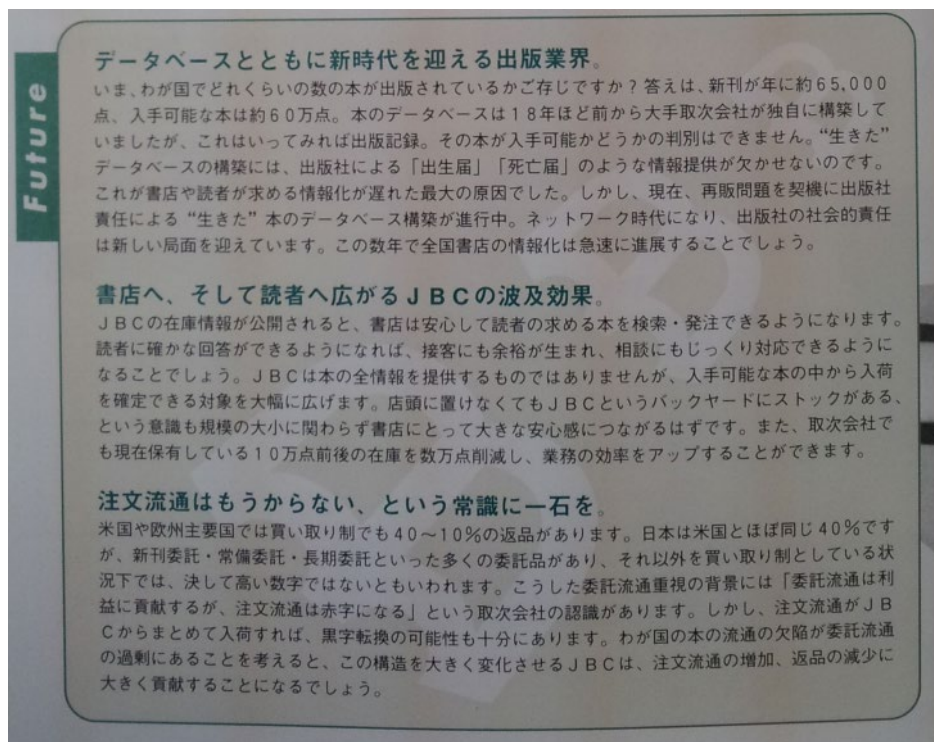 Future
データベースとともに新時代を迎える出版業界。
いま、わが国でどれくらいの数の本が出版されているかご存じですか？答えは、新刊が年に約６５,０００
点、入手可能な本は約６０万点。本のデータベースは１８年ほど前から大手取次会社が独自に構築して
いましたが、これはいってみれば出版記録。その本が入手可能かどうかの判別はできません。“生きた”
データベースの構築には、出版社による「出生届」「死亡届」のような情報提供が欠かせないのです。
これが書店や読者が求める情報化が遅れた最大の原因でした。しかし、現在、再販問題を契機に出版社
責任による“生きた”本のデータベース構築が進行中。ネットワーク時代になり、出版社の社会的責任
は新しい局面を迎えています。この数年で全国書店の情報化は急速に進展することでしょう。
書店へ、そして読者へ広がるＪＢＣの波及効果。
ＪＢＣの在庫情報が公開されると、書店は安心して読者の求める本を検索・発注できるようになります。
読者に確かな回答ができるようになれば、接客にも余裕が生まれ、相談にもじっくり対応できるように
なることでしょう。ＪＢＣは本の全情報を提供するものではありませんが、入手可能な本の中から入荷
を確定できる対象を大幅に広げます。店頭に置けなくてもＪＢＣというバックヤードにストックがある、
という意識も規模の大小に関わらず書店にとって大きな安心感につながるはずです。また、取次会社で
も現在保有している１０万点前後の在庫を数万点削減し、業務の効率をアップすることができます。
注文流通はもうからない、という常識に一石を。
米国や欧州主要国では買い取り制でも４０〜１０％の返品があります。日本は米国とほぼ同じ４０％です
が、新刊委託・常備委託・長期委託といった多くの委託品があり、それ以外を買い取り制としている状
況下では、決して高い数字ではないともいわれます。こうした委託流通重視の背景には「委託流通は利
益に貢献するが、注文流通は赤字になる」という取次会社の認識があります。しかし、注文流通がＪＢ
Ｃからまとめて入荷すれば、黒字転換の可能性も十分にあります。わが国の本の流通の欠陥が委託流通
の過剰にあることを考えると、この構造を大きく変化させるＪＢＣは、注文流通の増加、返品の減少に
大きく貢献することになるでしょう。